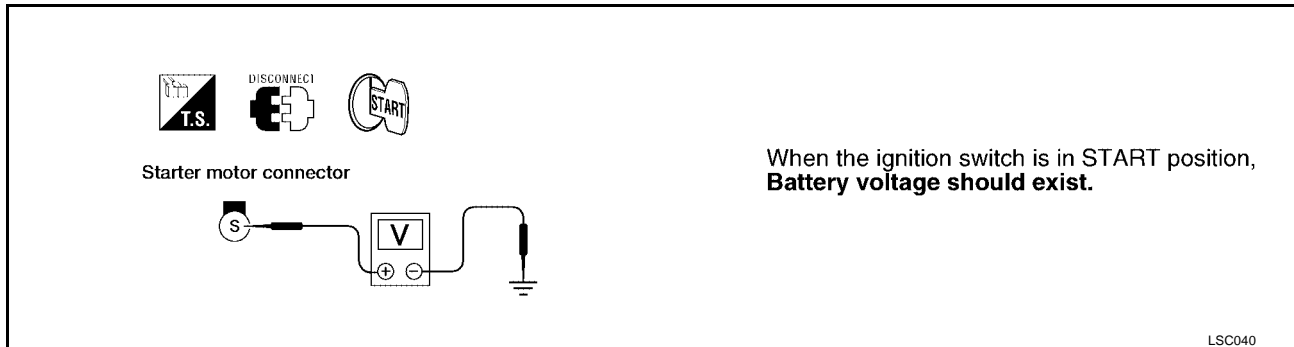 T.S.
DISCONNECT
START
Starter motor connector
S
V
+ −
When the ignition switch is in START position,
Battery voltage should exist.
LSC040